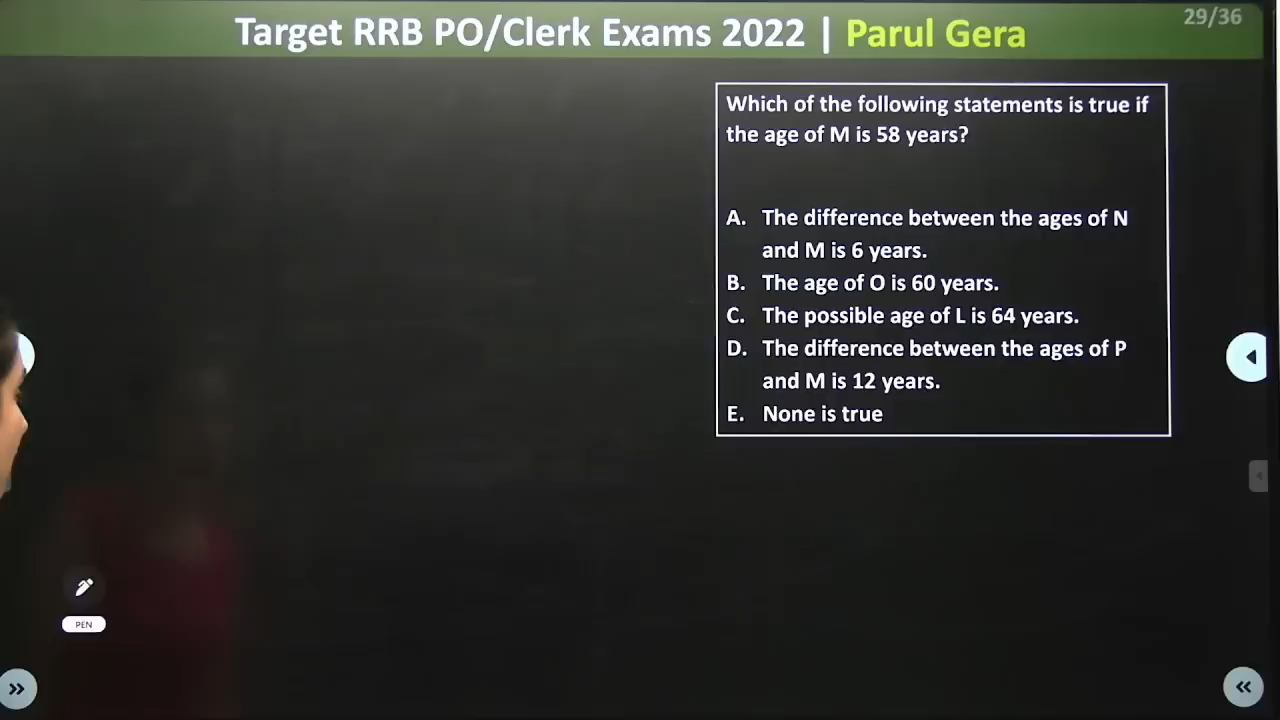 Target RRB PO/Clerk Exams 2022 | Parul Gera
29/36
Which of the following statements is true if
the age of M is 58 years?
A. The difference between the ages of N
and M is 6 years.
B. The age of O is 60 years.
C. The possible age of L is 64 years.
D. The difference between the ages of P
and M is 12 years.
E. None is true
PEN